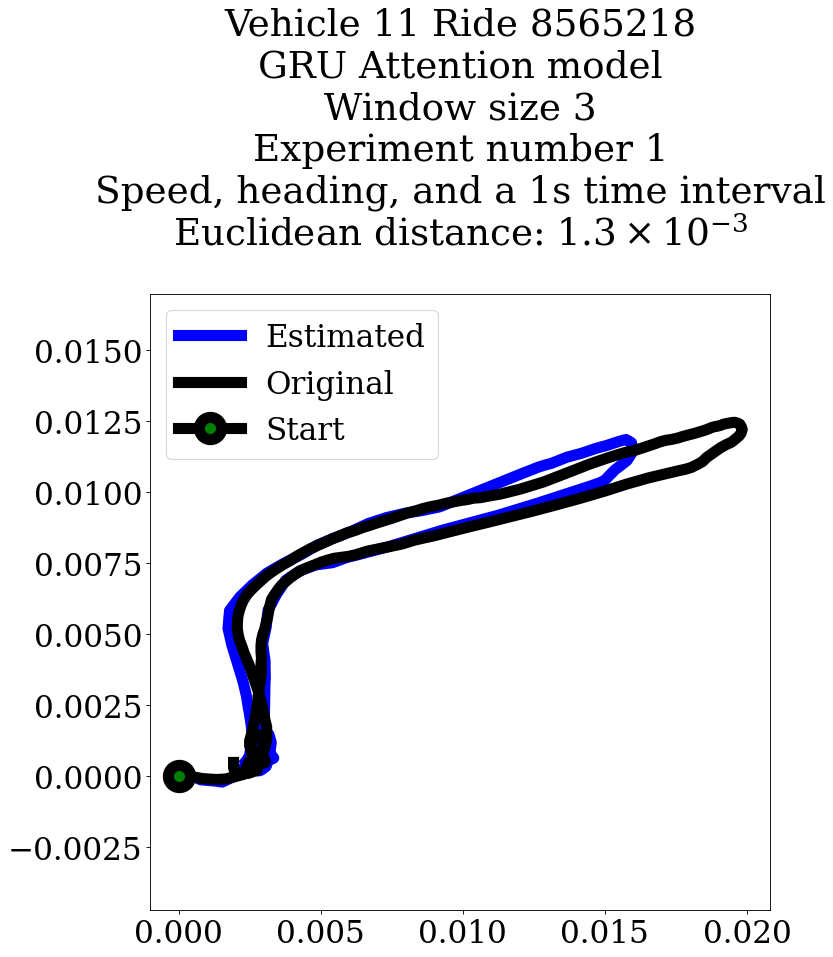 Vehicle 11 Ride 8565218
GRU Attention model
Window size 3
Experiment number 1
Speed, heading, and a 1s time interval
Euclidean distance: 1.3 × 10⁻³
Estimated
Original
Start
0.0150
0.0125
0.0100
0.0075
0.0050
0.0025
0.0000
−0.0025
0.000 0.005 0.010 0.015 0.020